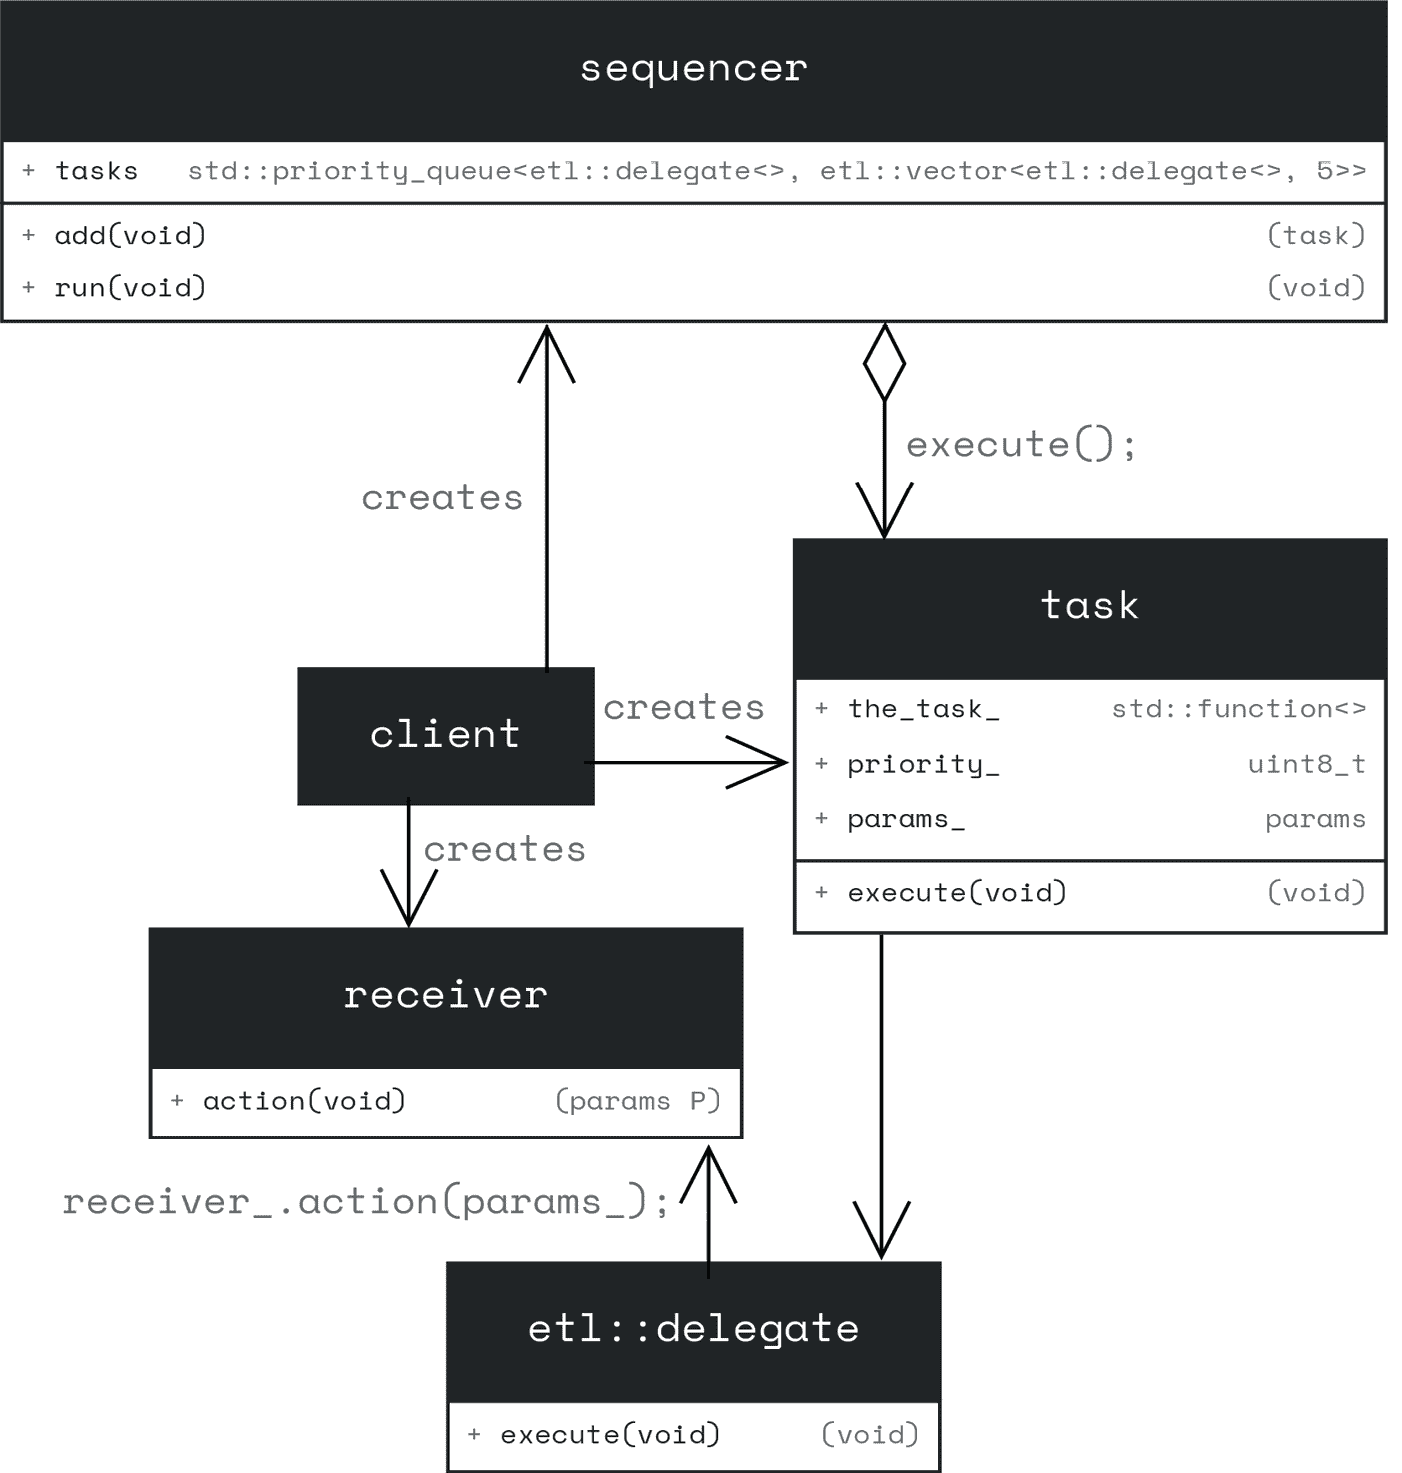 sequencer
+ tasks std::priority_queue<etl::delegate<>, etl::vector<etl::delegate<>, 5>>
+ add(void) (task)
+ run(void) (void)
execute();
creates
task
client
creates
+ the_task_ std::function<>
+ priority_ uint8_t
+ params_ params
creates
+ execute(void) (void)
receiver
+ action(void) (params P)
receiver_.action(params_);
etl::delegate
+ execute(void) (void)